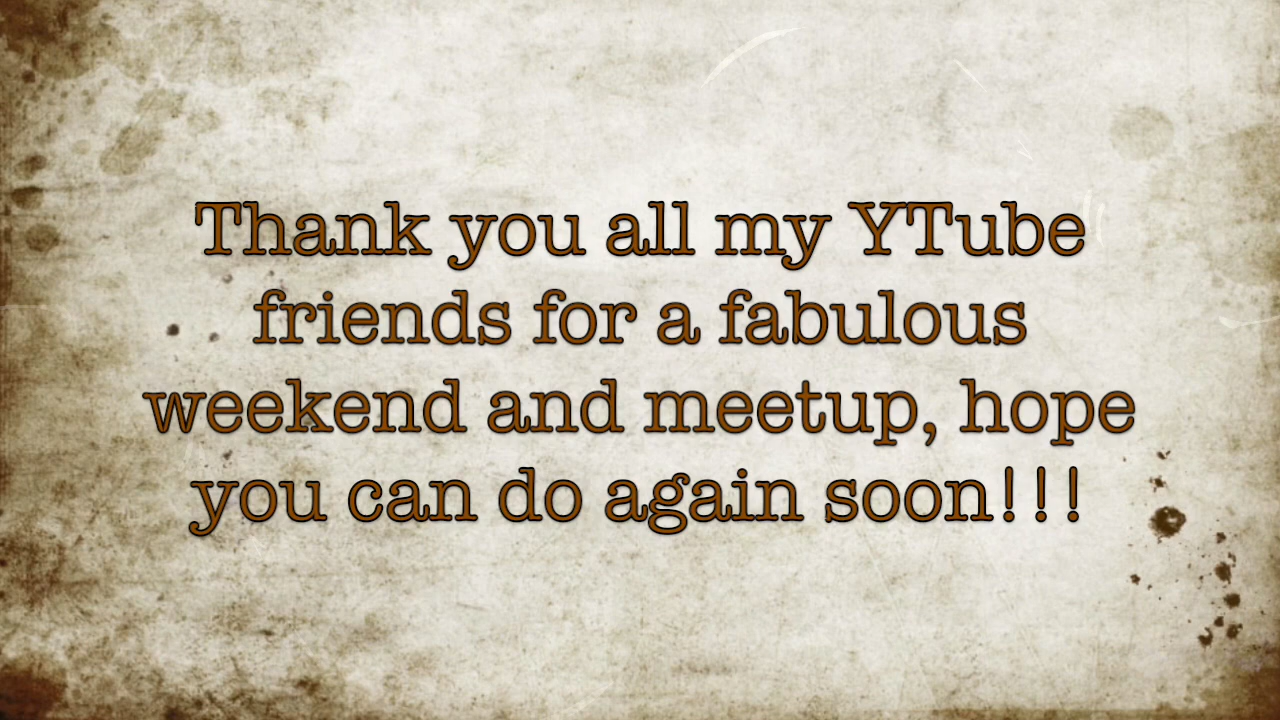 Thank you all my YTube
friends for a fabulous
weekend and meetup, hope
you can do again soon!!!